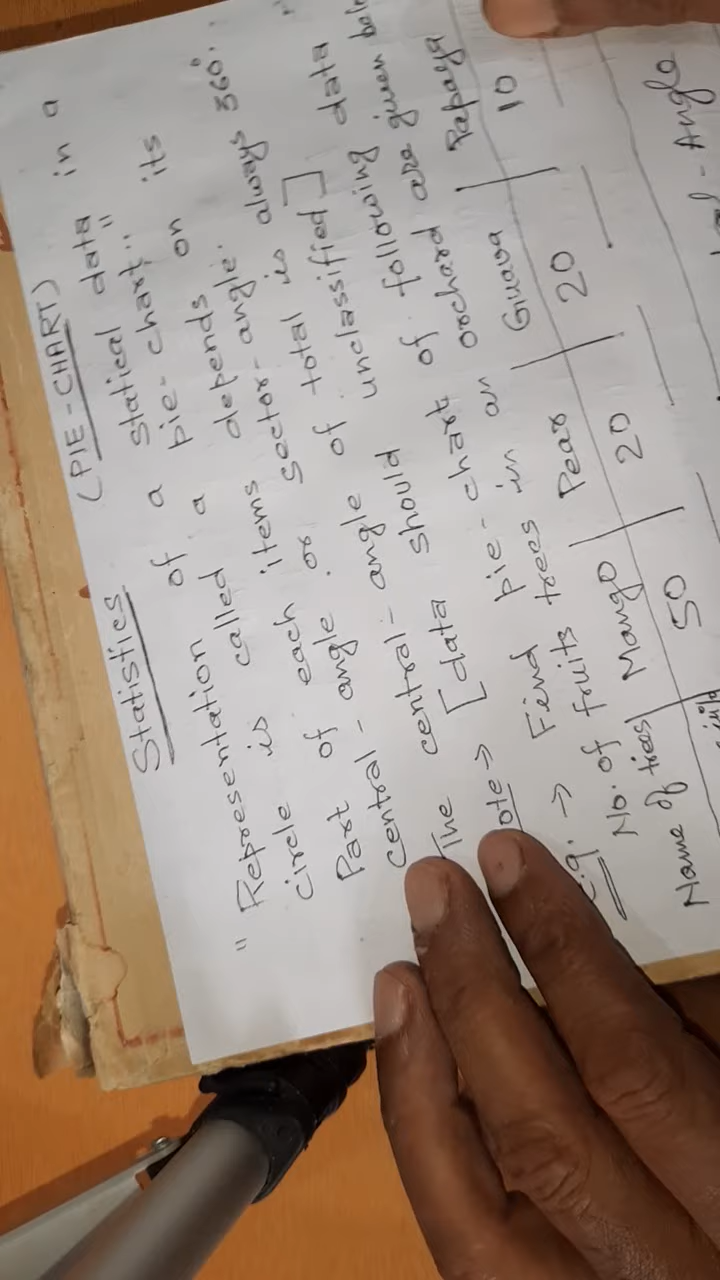 Statistics (PIE-CHART)
"Representation of a statical data in a
circle is called a pie-chart."
Part of each items depends on its
central-angle or sector-angle.
The central-angle of total is always 360°.
ote → [data should unclassified] data
E.g. → Find pie-chart of following data
No. of fruits trees in an orchard are given
Name of trees | Mango | Pear | Guava | Papaya
50 | 20 | 20 | 10
Angle